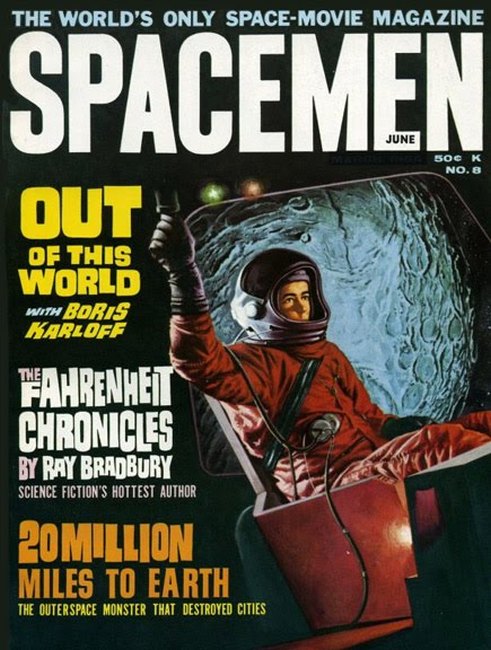 THE WORLD'S ONLY SPACE-MOVIE MAGAZINE
SPACEMEN
JUNE
50¢ K
NO. 8
OUT
OF THIS
WORLD
WITH BORIS
KARLOFF
THE FAHRENHEIT
CHRONICLES
BY RAY BRADBURY
SCIENCE FICTION'S HOTTEST AUTHOR
20 MILLION
MILES TO EARTH
THE OUTERSPACE MONSTER THAT DESTROYED CITIES